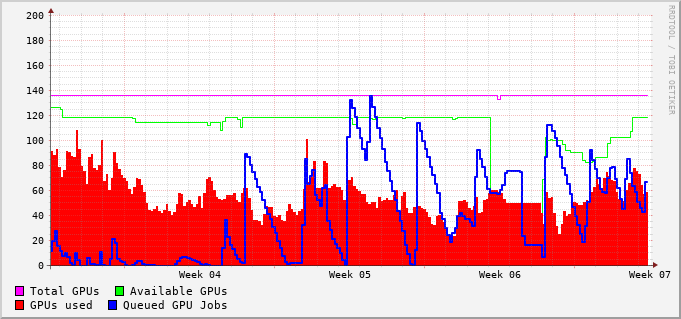 200
180
160
140
120
100
80
60
40
20
0
Week 04 Week 05 Week 06 Week 07
Total GPUs Available GPUs
GPUs used Queued GPU Jobs
RRDTOOL / TOBI OETIKER